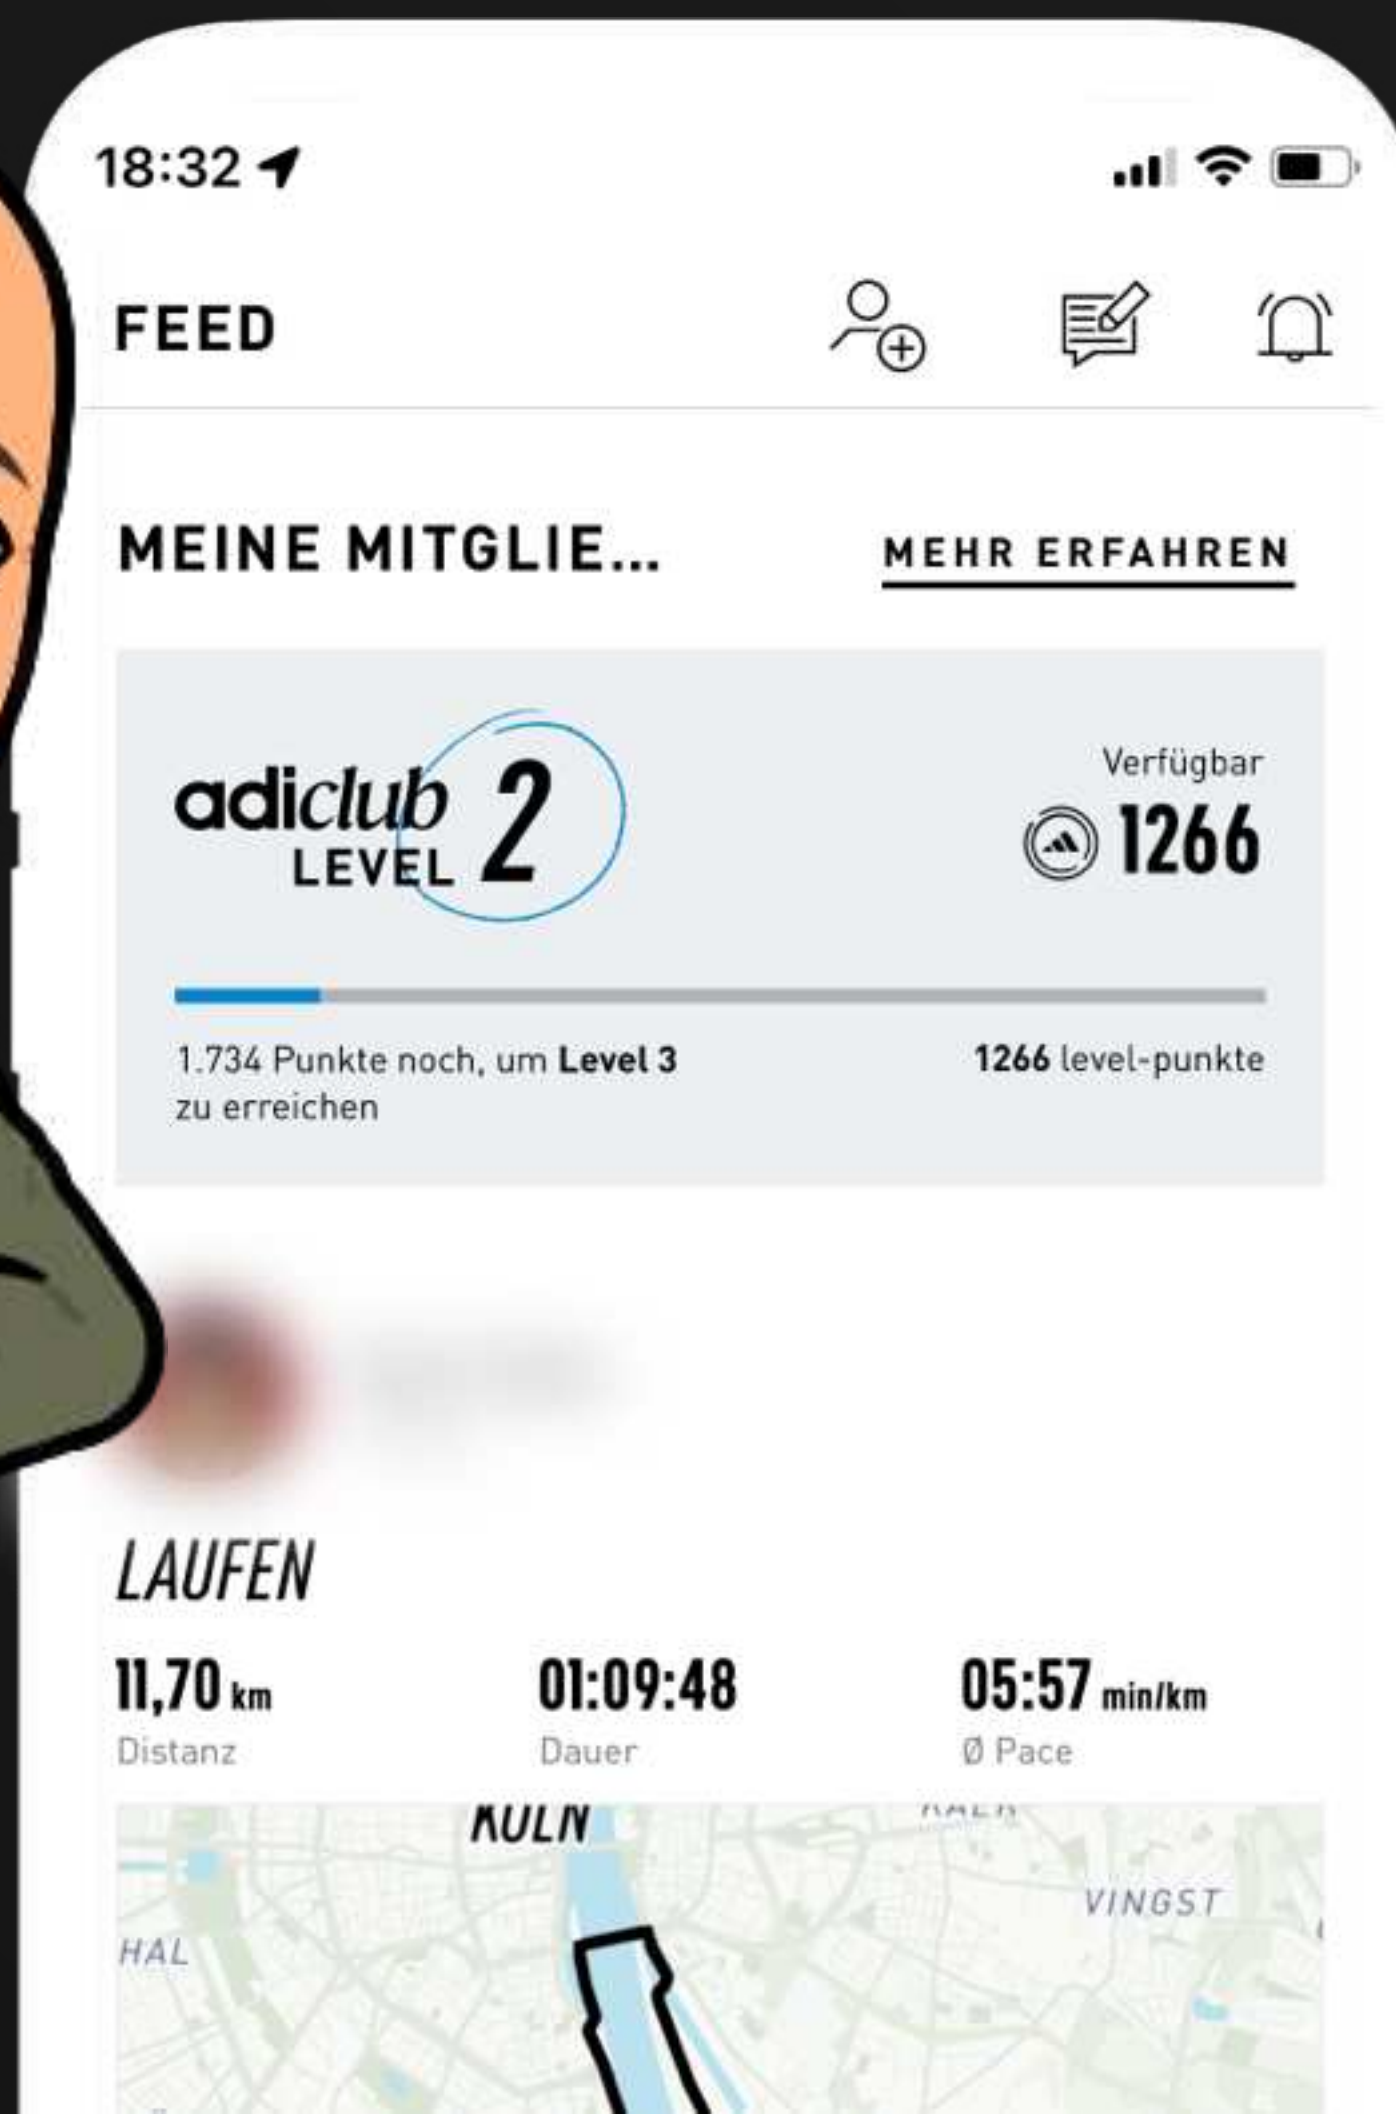 18:32
FEED
MEINE MITGLIE...
MEHR ERFAHREN
adiclub 2
LEVEL
Verfügbar
1266
1.734 Punkte noch, um Level 3
zu erreichen
1266 level-punkte
LAUFEN
11,70 km
Distanz
01:09:48
Dauer
05:57 min/km
Ø Pace
KÖLN
VINGST
HAL